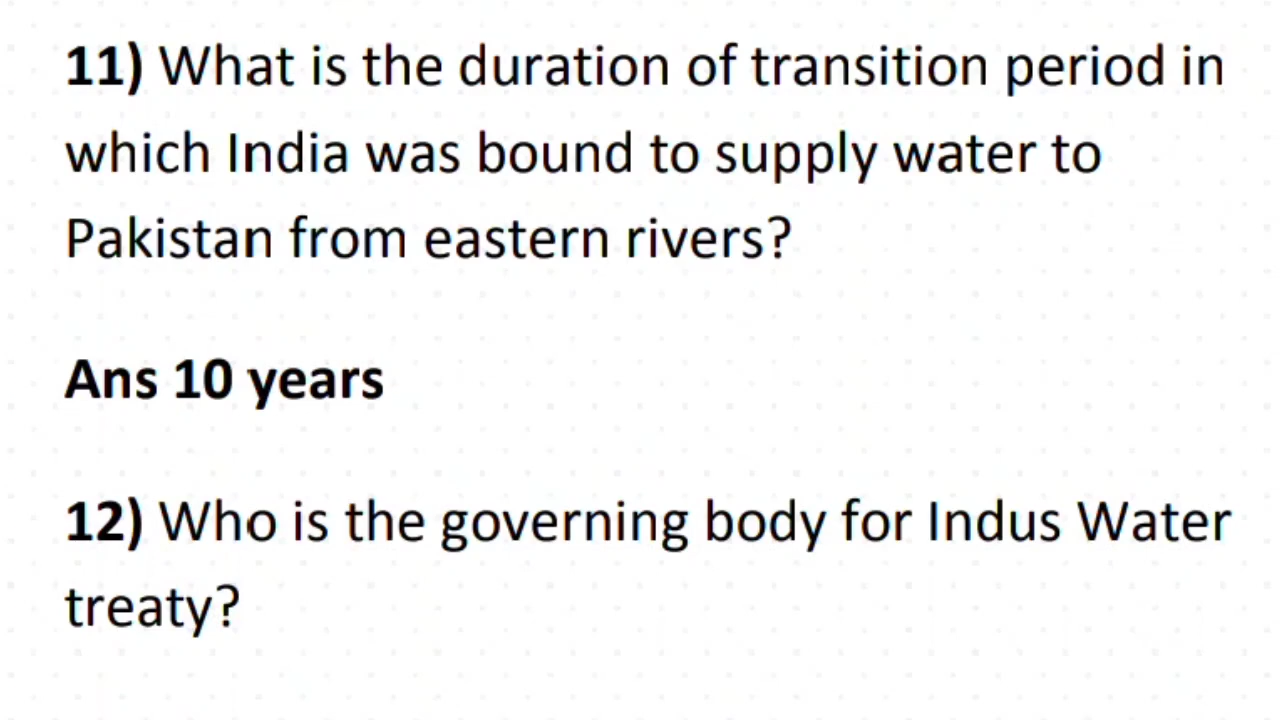 11) What is the duration of transition period in
which India was bound to supply water to
Pakistan from eastern rivers?
Ans 10 years
12) Who is the governing body for Indus Water
treaty?